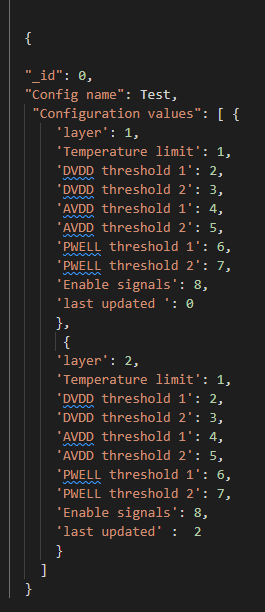 {
"_id": 0,
"Config name": Test,
"Configuration values": [ {
'layer': 1,
'Temperature limit': 1,
'DVDD threshold 1': 2,
'DVDD threshold 2': 3,
'AVDD threshold 1': 4,
'AVDD threshold 2': 5,
'PWELL threshold 1': 6,
'PWELL threshold 2': 7,
'Enable signals': 8,
'last updated ': 0
},
{
'layer': 2,
'Temperature limit': 1,
'DVDD threshold 1': 2,
'DVDD threshold 2': 3,
'AVDD threshold 1': 4,
'AVDD threshold 2': 5,
'PWELL threshold 1': 6,
'PWELL threshold 2': 7,
'Enable signals': 8,
'last updated' :  2
}
]
}